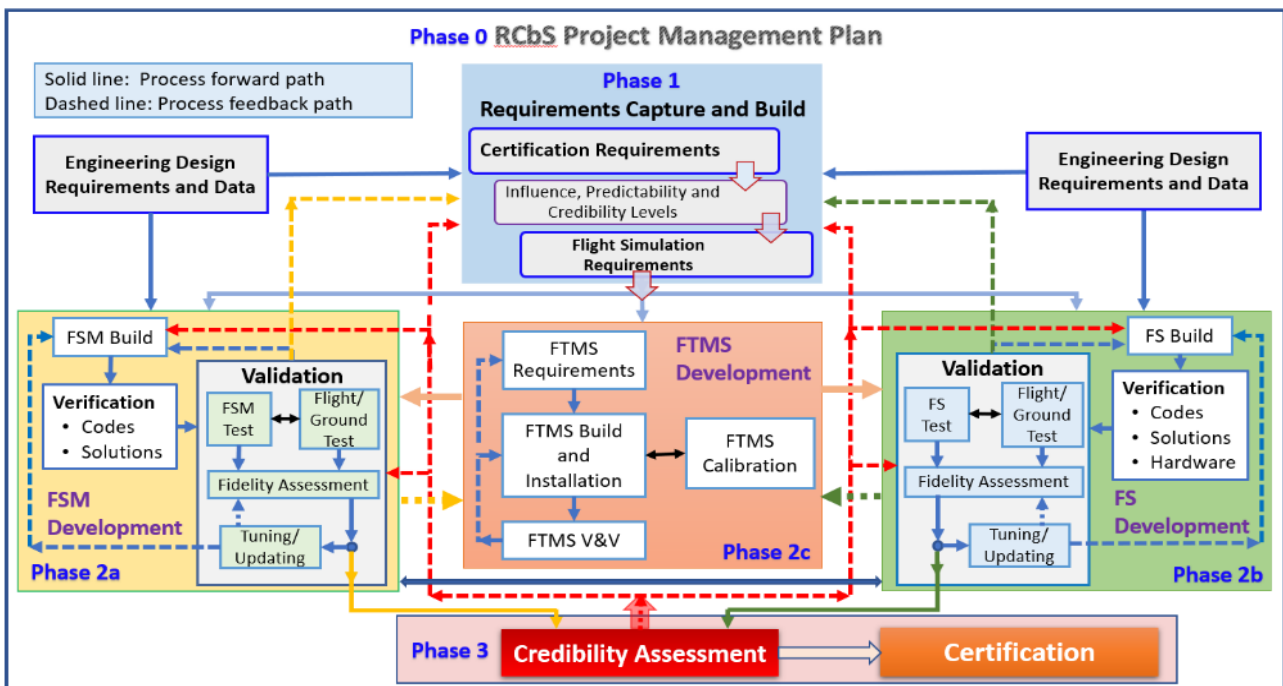 Phase 0 RCbS Project Management Plan
Solid line:  Process forward path
Dashed line: Process feedback path
Phase 1
Requirements Capture and Build
Certification Requirements
Influence, Predictability and
Credibility Levels
Flight Simulation
Requirements
Engineering Design
Requirements and Data
Engineering Design
Requirements and Data
FSM Build
Verification
• Codes
• Solutions
Validation
FSM
Test
Flight/
Ground
Test
Fidelity Assessment
Tuning/
Updating
FSM
Development
Phase 2a
FTMS
Requirements
FTMS
Development
FTMS Build
and
Installation
FTMS
Calibration
FTMS V&V
Phase 2c
FS Build
Validation
FS
Test
Flight/
Ground
Test
Verification
• Codes
• Solutions
• Hardware
Fidelity Assessment
Tuning/
Updating
FS
Development
Phase 2b
Phase 3
Credibility Assessment
Certification